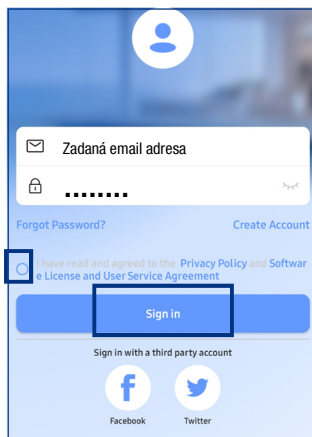 Zadaná email adresa
........
Forgot Password? Create Account
I have read and agreed to the Privacy Policy and Softwar
e License and User Service Agreement
Sign in
Sign in with a third party account
Facebook Twitter